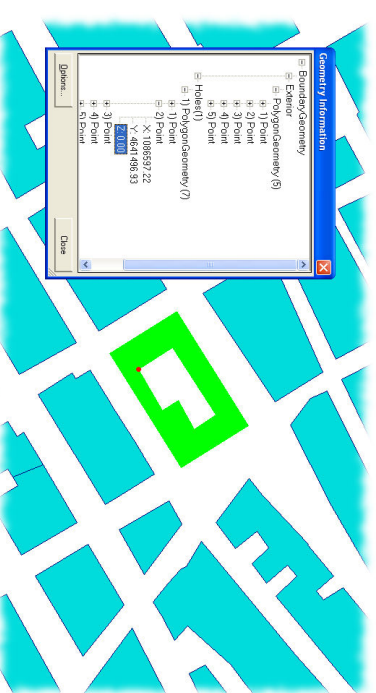 Geometry Information
BoundaryGeometry
Exterior
PolygonGeometry (5)
1) Point
2) Point
3) Point
4) Point
5) Point
Holes(1)
1) PolygonGeometry (7)
1) Point
2) Point
X: 1086597.22
Y: 4641496.93
Z: 0.00
3) Point
4) Point
5) Point
Options...
Close